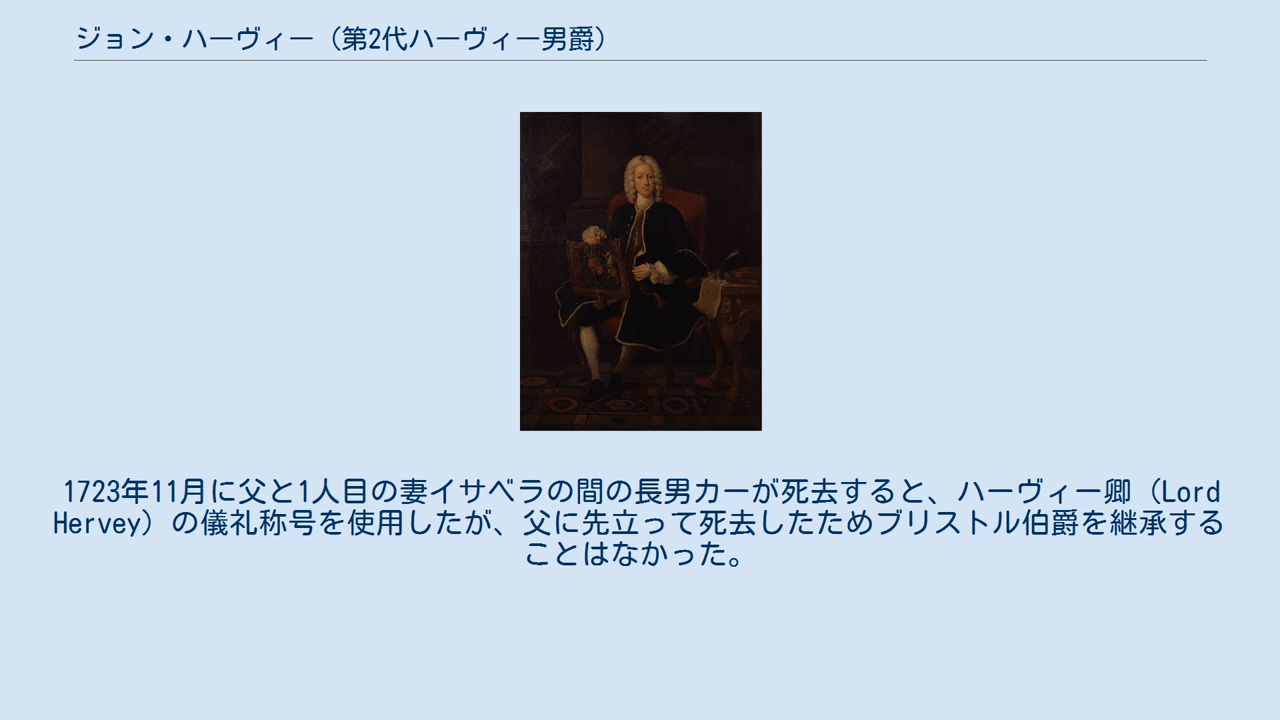 ジョン・ハーヴィー（第2代ハーヴィー男爵）
1723年11月に父と1人目の妻イサベラの間の長男カーが死去すると、ハーヴィー卿（Lord
Hervey）の儀礼称号を使用したが、父に先立って死去したためブリストル伯爵を継承する
ことはなかった。